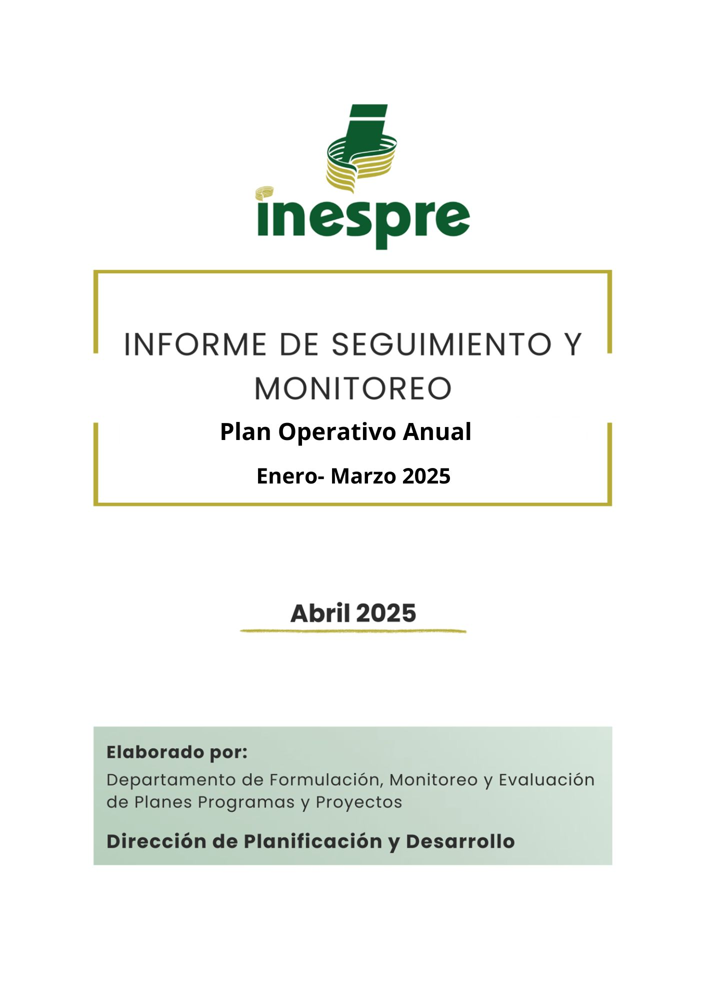 inespre
INFORME DE SEGUIMIENTO Y
MONITOREO
Plan Operativo Anual
Enero- Marzo 2025
Abril 2025
Elaborado por:
Departamento de Formulación, Monitoreo y Evaluación
de Planes Programas y Proyectos
Dirección de Planificación y Desarrollo